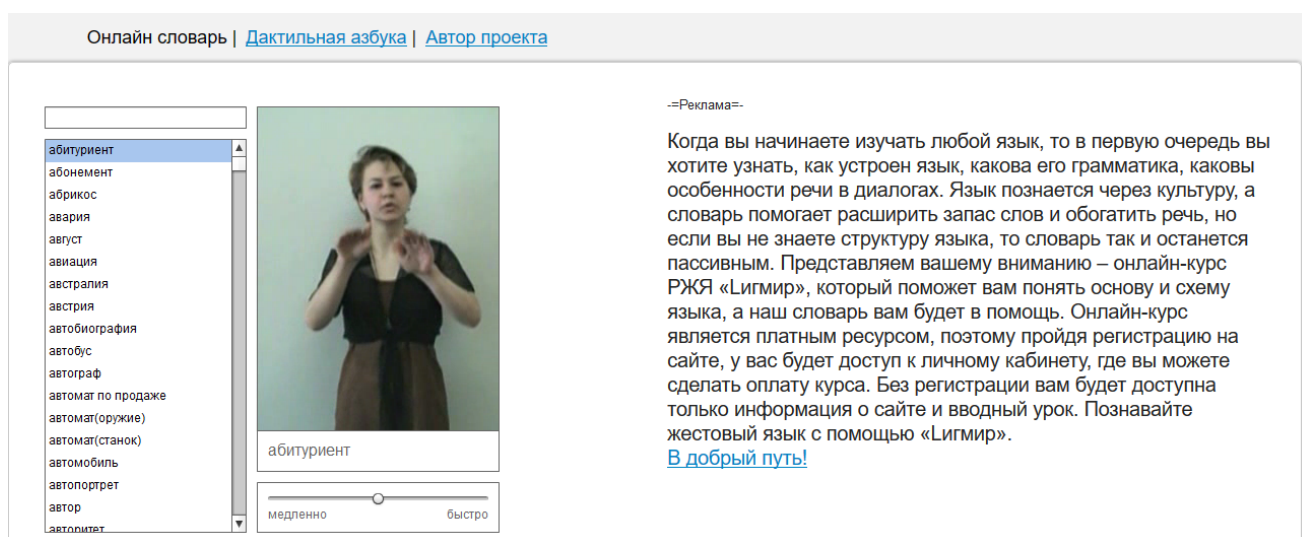 Онлайн словарь | Дактильная азбука | Автор проекта
абитуриент
абонемент
абрикос
авария
август
авиация
австралия
австрия
автобиография
автобус
автограф
автомат по продаже
автомат(оружие)
автомат(станок)
автомобиль
автопортрет
автор
авторитет
абитуриент
медленно быстро
-=Реклама=-
Когда вы начинаете изучать любой язык, то в первую очередь вы
хотите узнать, как устроен язык, какова его грамматика, каковы
особенности речи в диалогах. Язык познается через культуру, а
словарь помогает расширить запас слов и обогатить речь, но
если вы не знаете структуру языка, то словарь так и останется
пассивным. Представляем вашему вниманию – онлайн-курс
РЖЯ «Lигмир», который поможет вам понять основу и схему
языка, а наш словарь вам будет в помощь. Онлайн-курс
является платным ресурсом, поэтому пройдя регистрацию на
сайте, у вас будет доступ к личному кабинету, где вы можете
сделать оплату курса. Без регистрации вам будет доступна
только информация о сайте и вводный урок. Познавайте
жестовый язык с помощью «Lигмир».
В добрый путь!